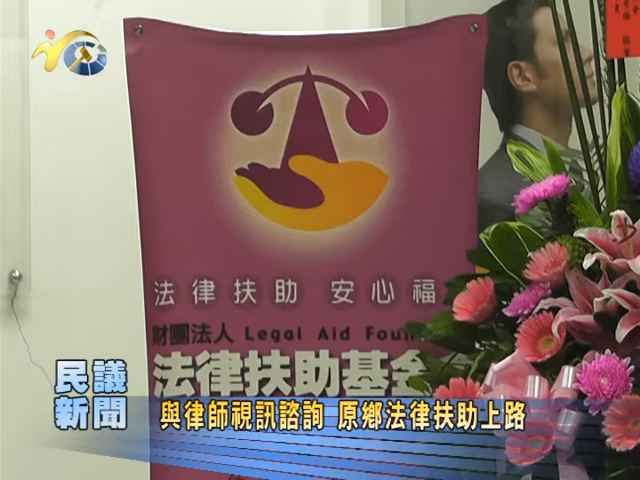 法律扶助 安心福
財團法人 Legal Aid Foun
法律扶助基金
民議
新聞
與律師視訊諮詢 原鄉法律扶助上路